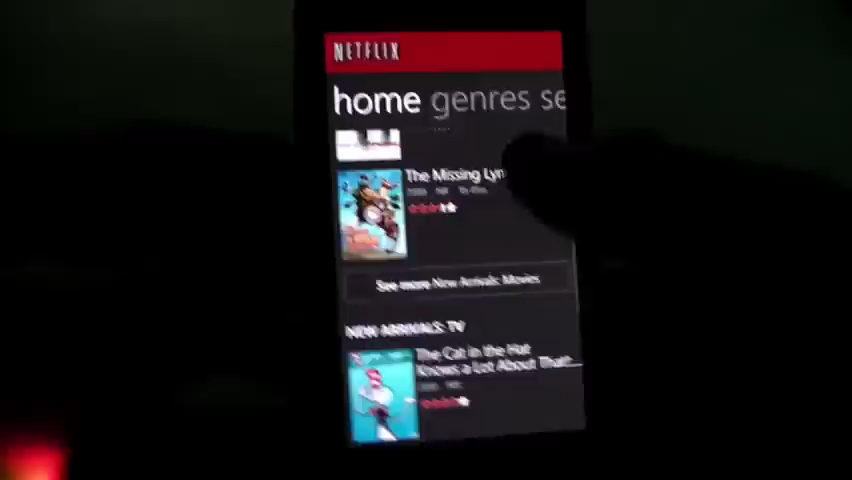 NETFLIX
home genres se
The Missing Lyn
See more New Arrivals: Movies
NEW ARRIVALS: TV
The Cat in the Hat
Knows a Lot About That!...